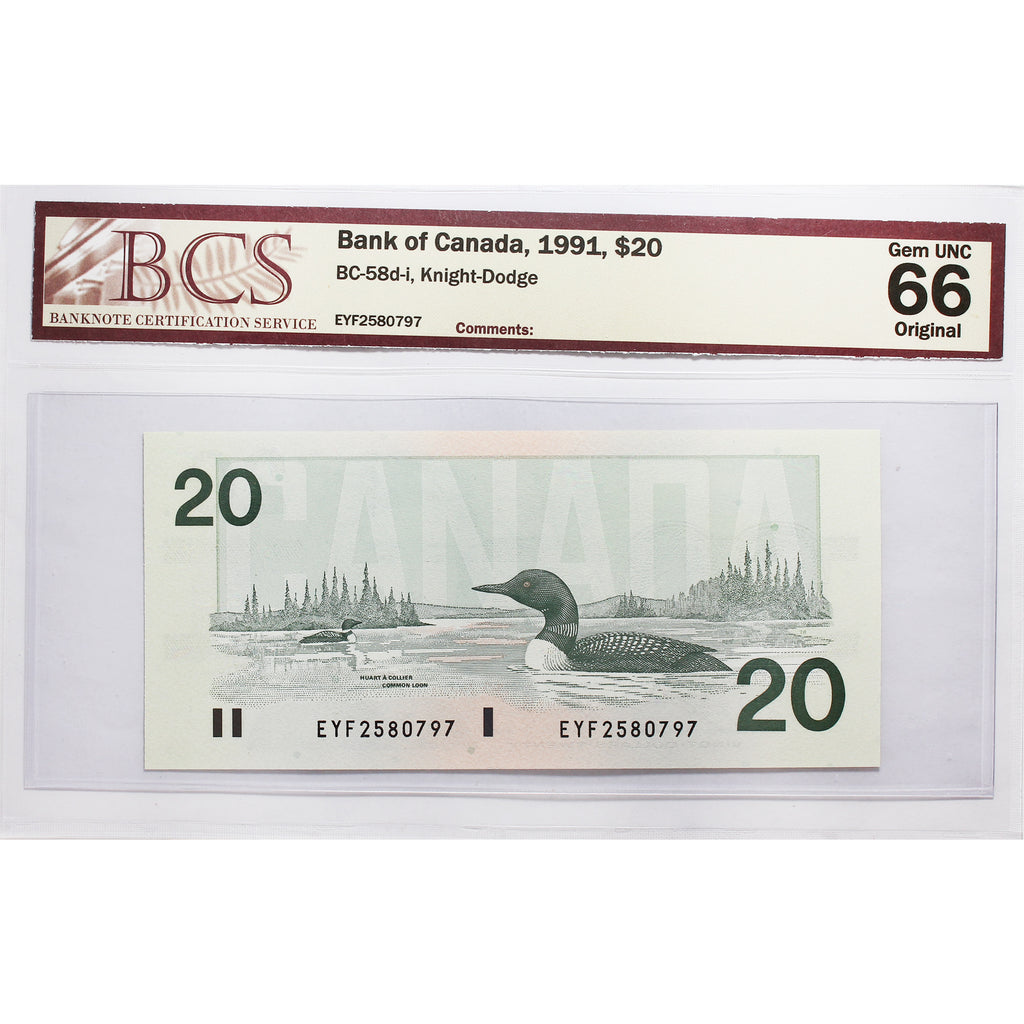 BCS
BANKNOTE CERTIFICATION SERVICE
Bank of Canada, 1991, $20
BC-58d-i, Knight-Dodge
EYF2580797 Comments:
Gem UNC
66
Original
20
CANADA
HUART À COLLIER
COMMON LOON
20
EYF2580797 EYF2580797